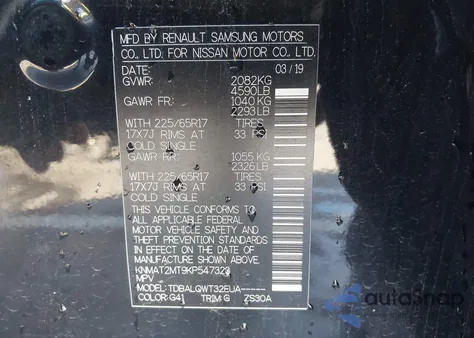 MFD BY RENAULT SAMSUNG MOTORS
CO., LTD. FOR NISSAN MOTOR CO., LTD.
DATE: 03/19
GVWR: 2082KG
4590LB
GAWR FR: 1040 KG
2293LB
WITH 225/65R17 TIRES
17X7J RIMS AT 33 PSI
COLD SINGLE
GAWR RR: 1055 KG
2326LB
WITH 225/65R17 TIRES
17X7J RIMS AT 33 PSI
COLD SINGLE
THIS VEHICLE CONFORMS TO
ALL APPLICABLE FEDERAL
MOTOR VEHICLE SAFETY AND
THEFT PREVENTION STANDARDS
IN EFFECT ON THE DATE OF
MANUFACTURE SHOWN ABOVE.
KNMAT2MT9KP547323
MPV
MODEL: TDBALQWT32EUA-----
COLOR: G41 TRIM: G ZS30A
autoSnap